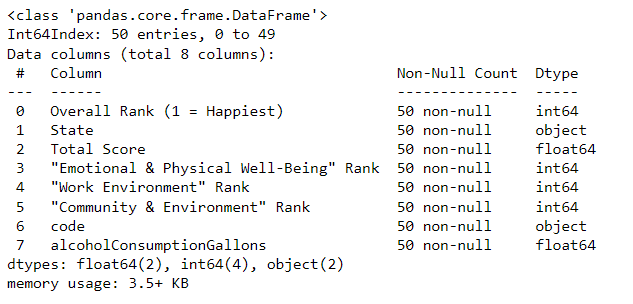 <class 'pandas.core.frame.DataFrame'>
Int64Index: 50 entries, 0 to 49
Data columns (total 8 columns):
 #   Column                                 Non-Null Count  Dtype
---  ------                                 --------------  -----
 0   Overall Rank (1 = Happiest)            50 non-null     int64
 1   State                                  50 non-null     object
 2   Total Score                            50 non-null     float64
 3   "Emotional & Physical Well-Being" Rank  50 non-null     int64
 4   "Work Environment" Rank                50 non-null     int64
 5   "Community & Environment" Rank         50 non-null     int64
 6   code                                   50 non-null     object
 7   alcoholConsumptionGallons              50 non-null     float64
dtypes: float64(2), int64(4), object(2)
memory usage: 3.5+ KB